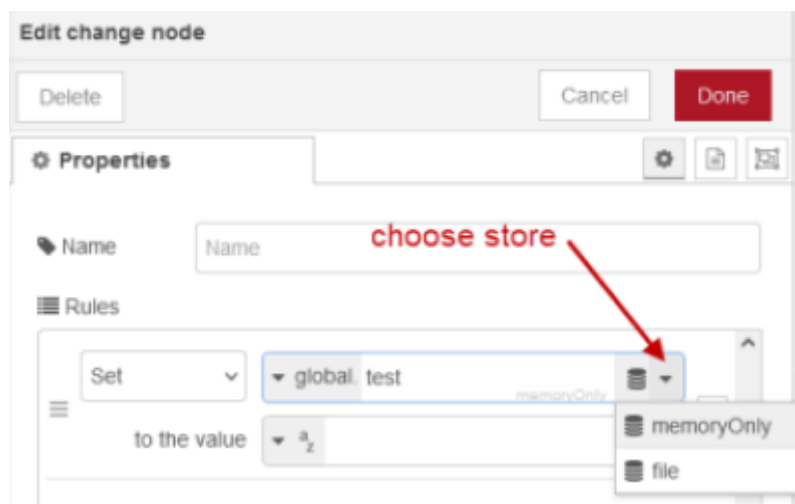 Edit change node
Delete
Cancel
Done
Properties
Name
Name
choose store
Rules
Set
global. test
memoryOnly
memoryOnly
to the value
a
z
file